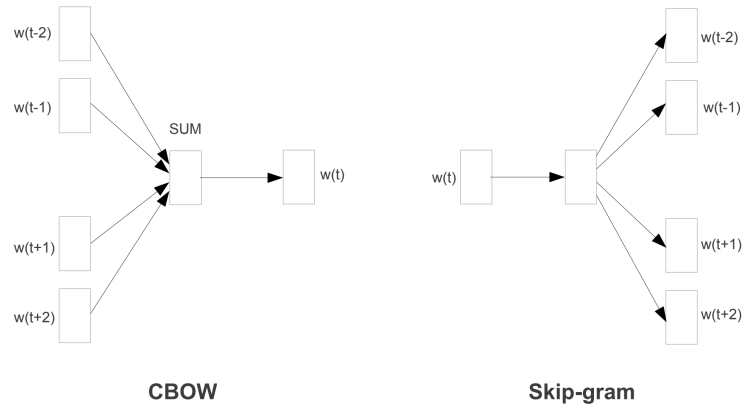 w(t-2)
w(t-1)
SUM
w(t)
w(t+1)
w(t+2)
CBOW
w(t-2)
w(t-1)
w(t)
w(t+1)
w(t+2)
Skip-gram